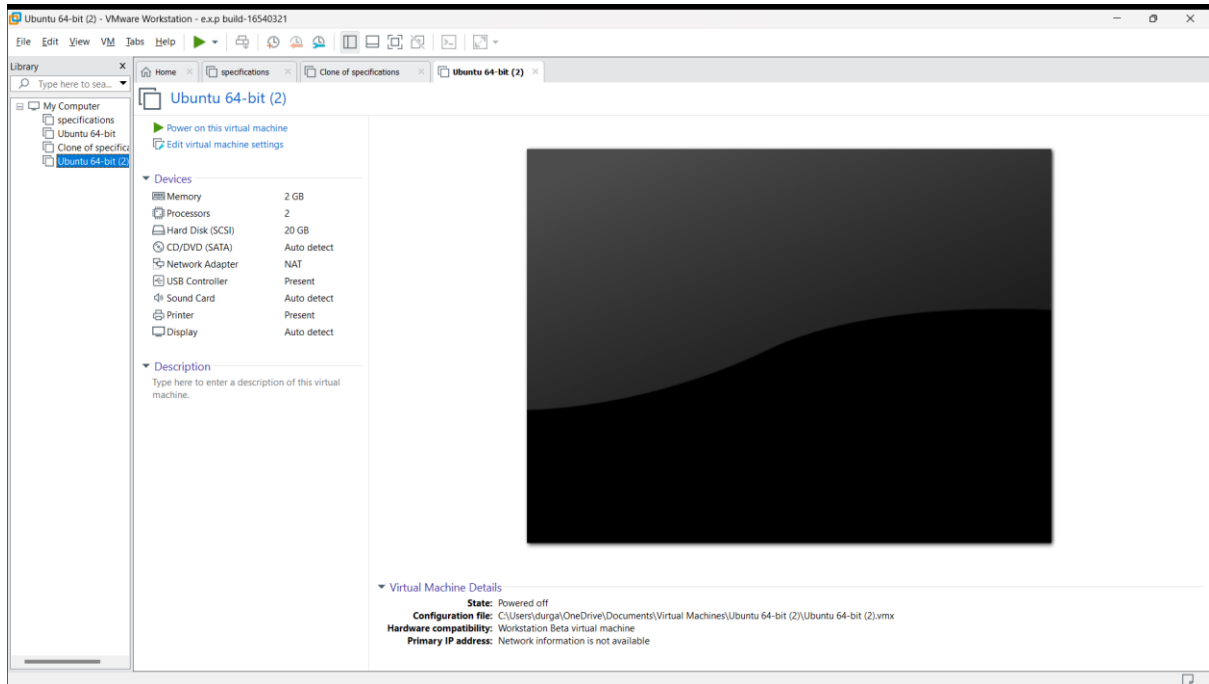 Ubuntu 64-bit (2) - VMware Workstation - e.x.p build-16540321
File Edit View VM Tabs Help
Library X
Home specifications Clone of specifications Ubuntu 64-bit (2)
Type here to sea...
My Computer
specifications
Ubuntu 64-bit
Clone of specifica
Ubuntu 64-bit (2)
Ubuntu 64-bit (2)
Power on this virtual machine
Edit virtual machine settings
Devices
Memory 2 GB
Processors 2
Hard Disk (SCSI) 20 GB
CD/DVD (SATA) Auto detect
Network Adapter NAT
USB Controller Present
Sound Card Auto detect
Printer Present
Display Auto detect
Description
Type here to enter a description of this virtual
machine.
Virtual Machine Details
State: Powered off
Configuration file: C:\Users\durga\OneDrive\Documents\Virtual Machines\Ubuntu 64-bit (2)\Ubuntu 64-bit (2).vmx
Hardware compatibility: Workstation Beta virtual machine
Primary IP address: Network information is not available